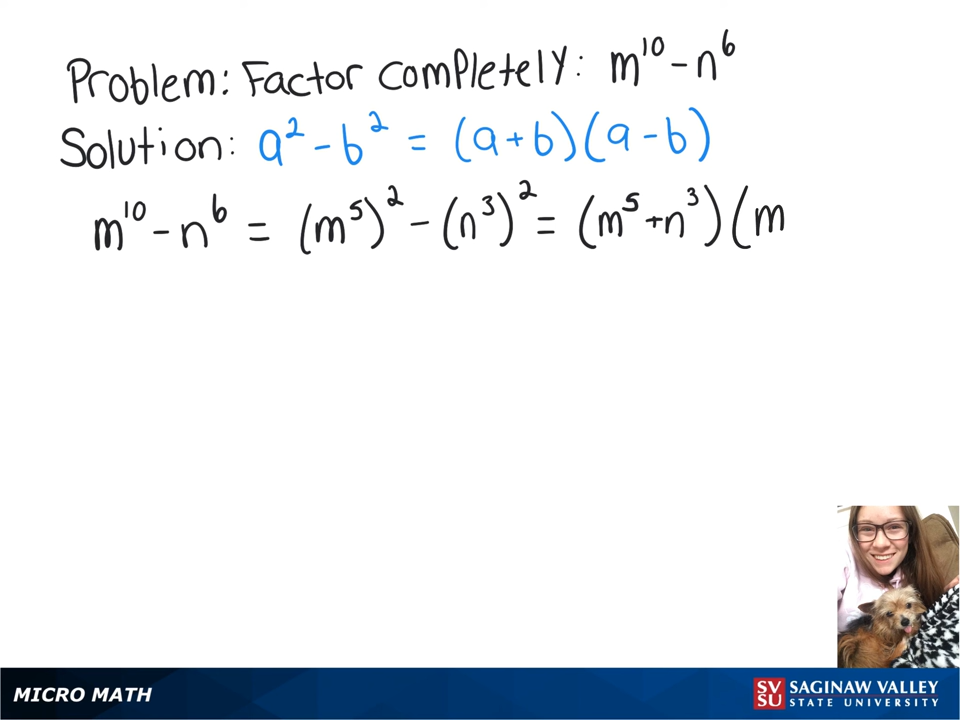 Problem: Factor completely: m¹⁰ - n⁶
Solution: a² - b² = (a + b)(a - b)
m¹⁰ - n⁶ = (m⁵)² - (n³)² = (m⁵ + n³)(m
MICRO MATH
SV SU SAGINAW VALLEY
STATE UNIVERSITY